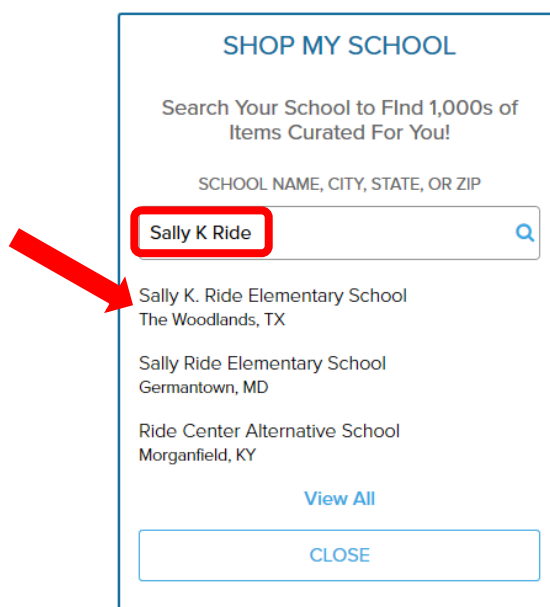 SHOP MY SCHOOL
Search Your School to FInd 1,000s of
Items Curated For You!
SCHOOL NAME, CITY, STATE, OR ZIP
Sally K Ride
Sally K. Ride Elementary School
The Woodlands, TX
Sally Ride Elementary School
Germantown, MD
Ride Center Alternative School
Morganfield, KY
View All
CLOSE